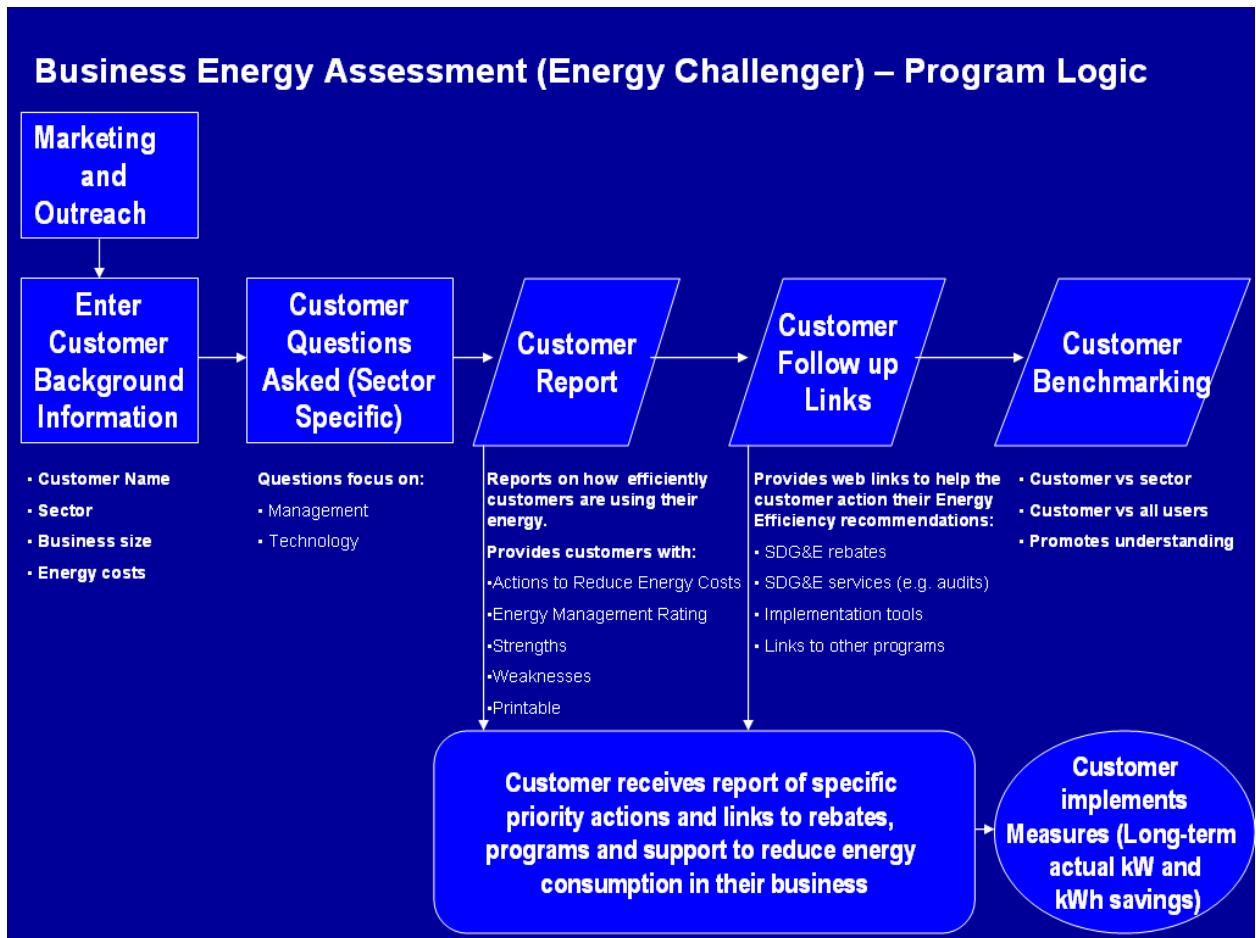 Business Energy Assessment (Energy Challenger) – Program Logic
Marketing
and
Outreach
Enter
Customer
Background
Information
Customer
Questions
Asked (Sector
Specific)
Customer
Report
Customer
Follow up
Links
Customer
Benchmarking
▪ Customer Name
▪ Sector
▪ Business size
▪ Energy costs
Questions focus on:
▪ Management
▪ Technology
Reports on how efficiently
customers are using their
energy.
Provides customers with:
▪Actions to Reduce Energy Costs
▪Energy Management Rating
▪Strengths
▪Weaknesses
▪Printable
Provides web links to help the
customer action their Energy
Efficiency recommendations:
▪ SDG&E rebates
▪ SDG&E services (e.g. audits)
▪ Implementation tools
▪ Links to other programs
▪ Customer vs sector
▪ Customer vs all users
▪ Promotes understanding
Customer receives report of specific
priority actions and links to rebates,
programs and support to reduce energy
consumption in their business
Customer
implements
Measures (Long-term
actual kW and
kWh savings)